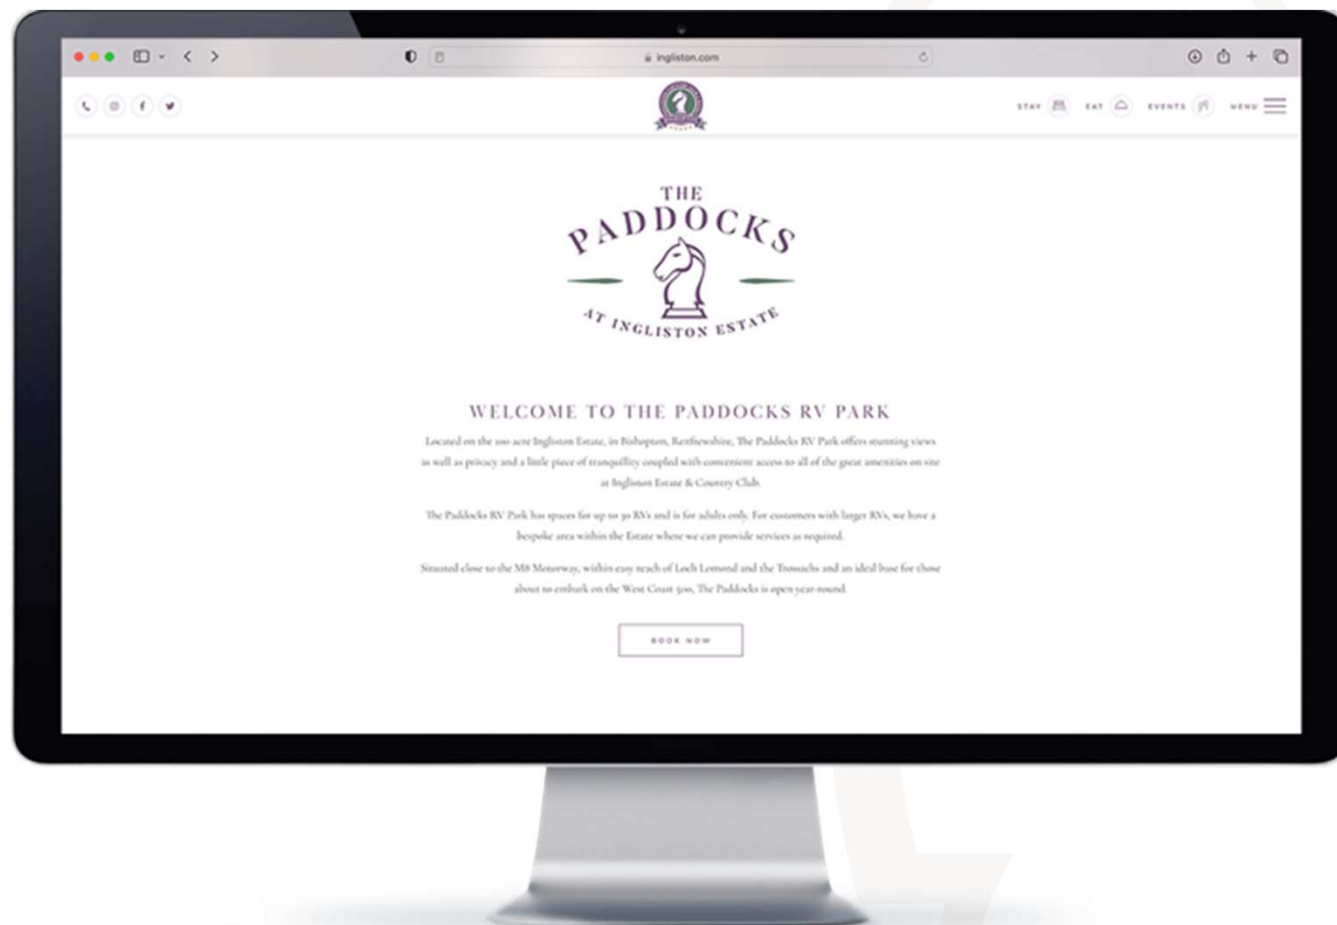 ingliston.com
STAY EAT EVENTS MENU
THE
PADDOCKS
AT INGLISTON ESTATE
WELCOME TO THE PADDOCKS RV PARK
Located on the 100 acre Ingliston Estate, in Bishopton, Renfrewshire, The Paddocks RV Park offers stunning views
as well as privacy and a little piece of tranquillity coupled with convenient access to all of the great amenities on site
at Ingliston Estate & Country Club.
The Paddocks RV Park has spaces for up to 30 RVs and is for adults only. For customers with larger RVs, we have a
bespoke area within the Estate where we can provide services as required.
Situated close to the M8 Motorway, within easy reach of Loch Lomond and the Trossachs and an ideal base for those
about to embark on the West Coast 500, The Paddocks is open year-round.
BOOK NOW